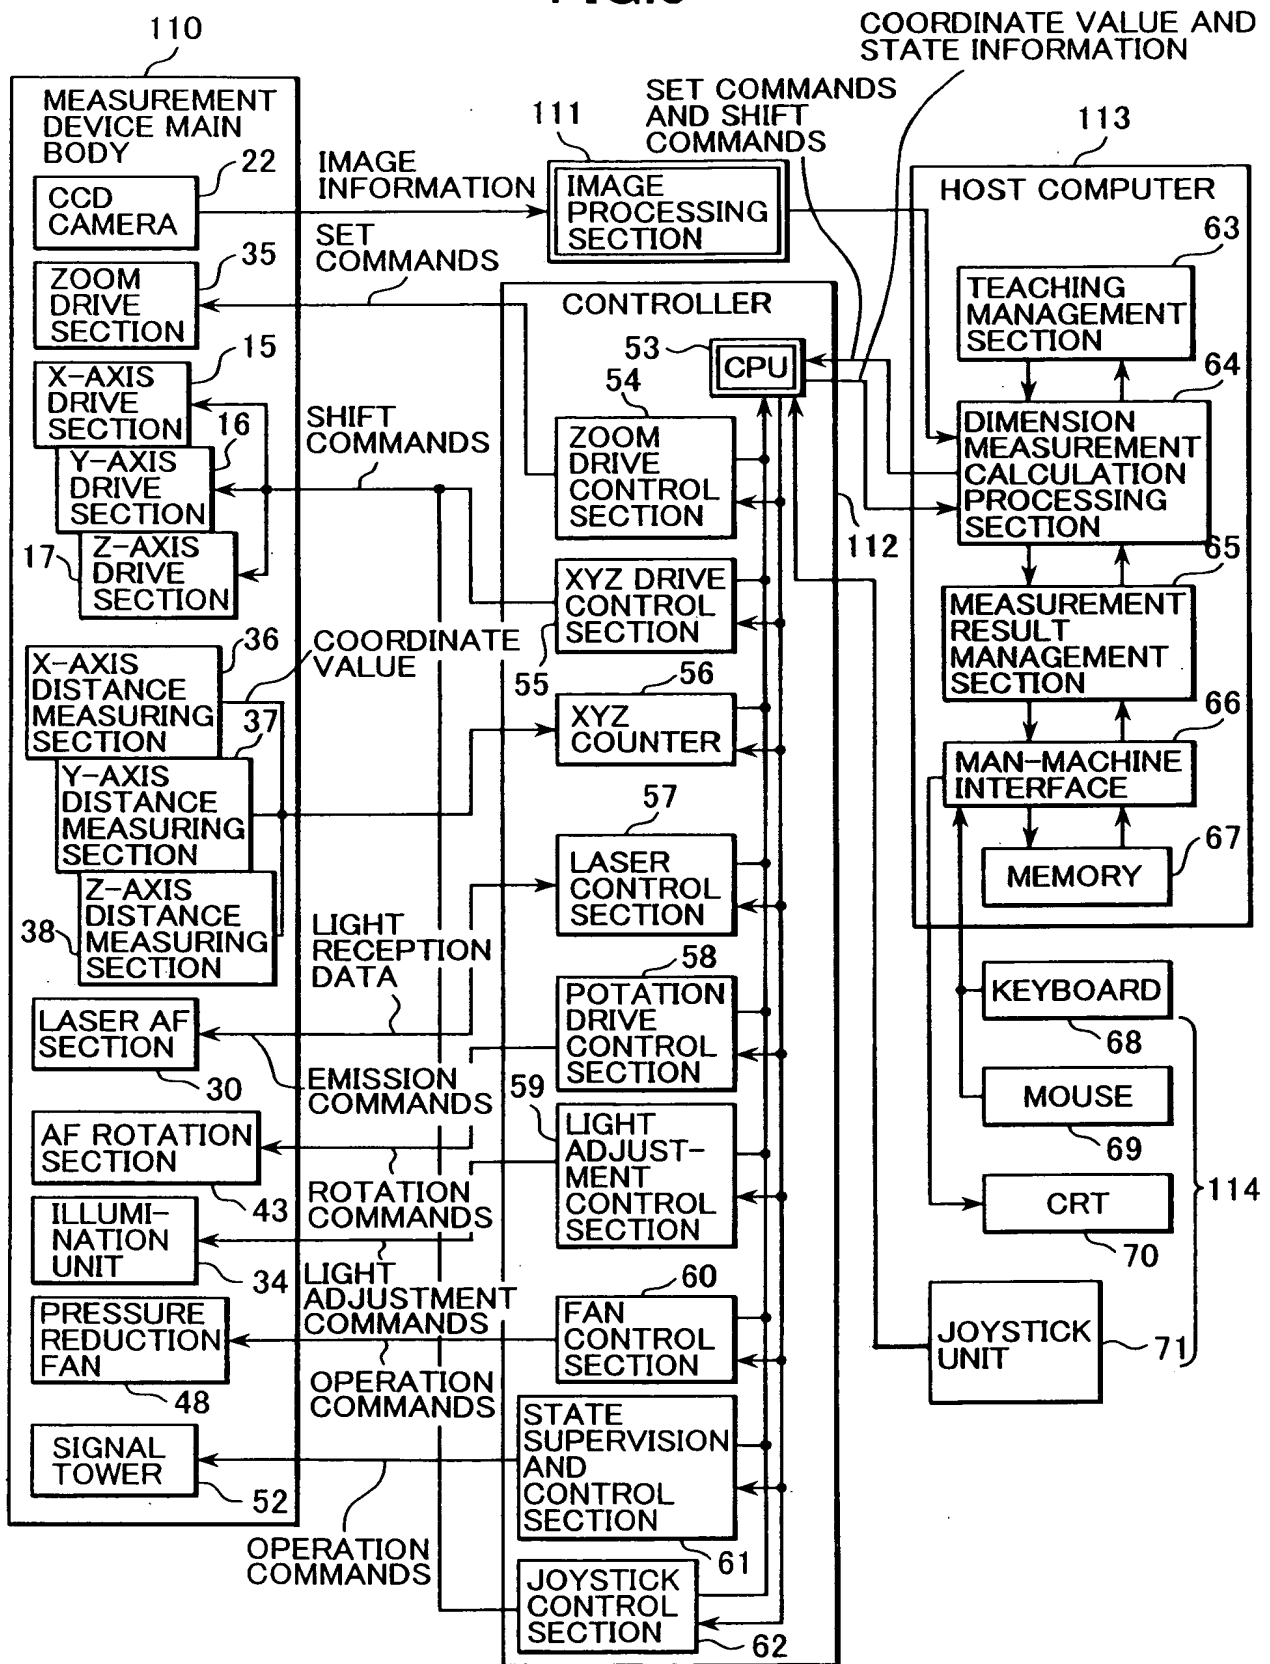 110
MEASUREMENT
DEVICE MAIN
BODY
22
CCD
CAMERA
35
ZOOM
DRIVE
SECTION
15
X-AXIS
DRIVE
SECTION
16
Y-AXIS
DRIVE
SECTION
17
Z-AXIS
DRIVE
SECTION
36
X-AXIS
DISTANCE
MEASURING
SECTION
37
Y-AXIS
DISTANCE
MEASURING
SECTION
38
Z-AXIS
DISTANCE
MEASURING
SECTION
LASER AF
SECTION
30
AF ROTATION
SECTION
43
ILLUMI-
NATION
UNIT
34
PRESSURE
REDUCTION
FAN
48
SIGNAL
TOWER
52
IMAGE
INFORMATION
SET
COMMANDS
SHIFT
COMMANDS
COORDINATE
VALUE
LIGHT
RECEPTION
DATA
EMISSION
COMMANDS
ROTATION
COMMANDS
LIGHT
ADJUSTMENT
COMMANDS
OPERATION
COMMANDS
OPERATION
COMMANDS
111
IMAGE
PROCESSING
SECTION
SET COMMANDS
AND SHIFT
COMMANDS
COORDINATE VALUE AND
STATE INFORMATION
CONTROLLER
112
53
CPU
54
ZOOM
DRIVE
CONTROL
SECTION
XYZ DRIVE
CONTROL
SECTION
55
56
XYZ
COUNTER
57
LASER
CONTROL
SECTION
58
POTATION
DRIVE
CONTROL
SECTION
59
LIGHT
ADJUST-
MENT
CONTROL
SECTION
60
FAN
CONTROL
SECTION
STATE
SUPERVISION
AND
CONTROL
SECTION
61
JOYSTICK
CONTROL
SECTION
62
113
HOST COMPUTER
63
TEACHING
MANAGEMENT
SECTION
64
DIMENSION
MEASUREMENT
CALCULATION
PROCESSING
SECTION
65
MEASUREMENT
RESULT
MANAGEMENT
SECTION
66
MAN-MACHINE
INTERFACE
67
MEMORY
KEYBOARD
68
MOUSE
69
CRT
70
JOYSTICK
UNIT
71
114